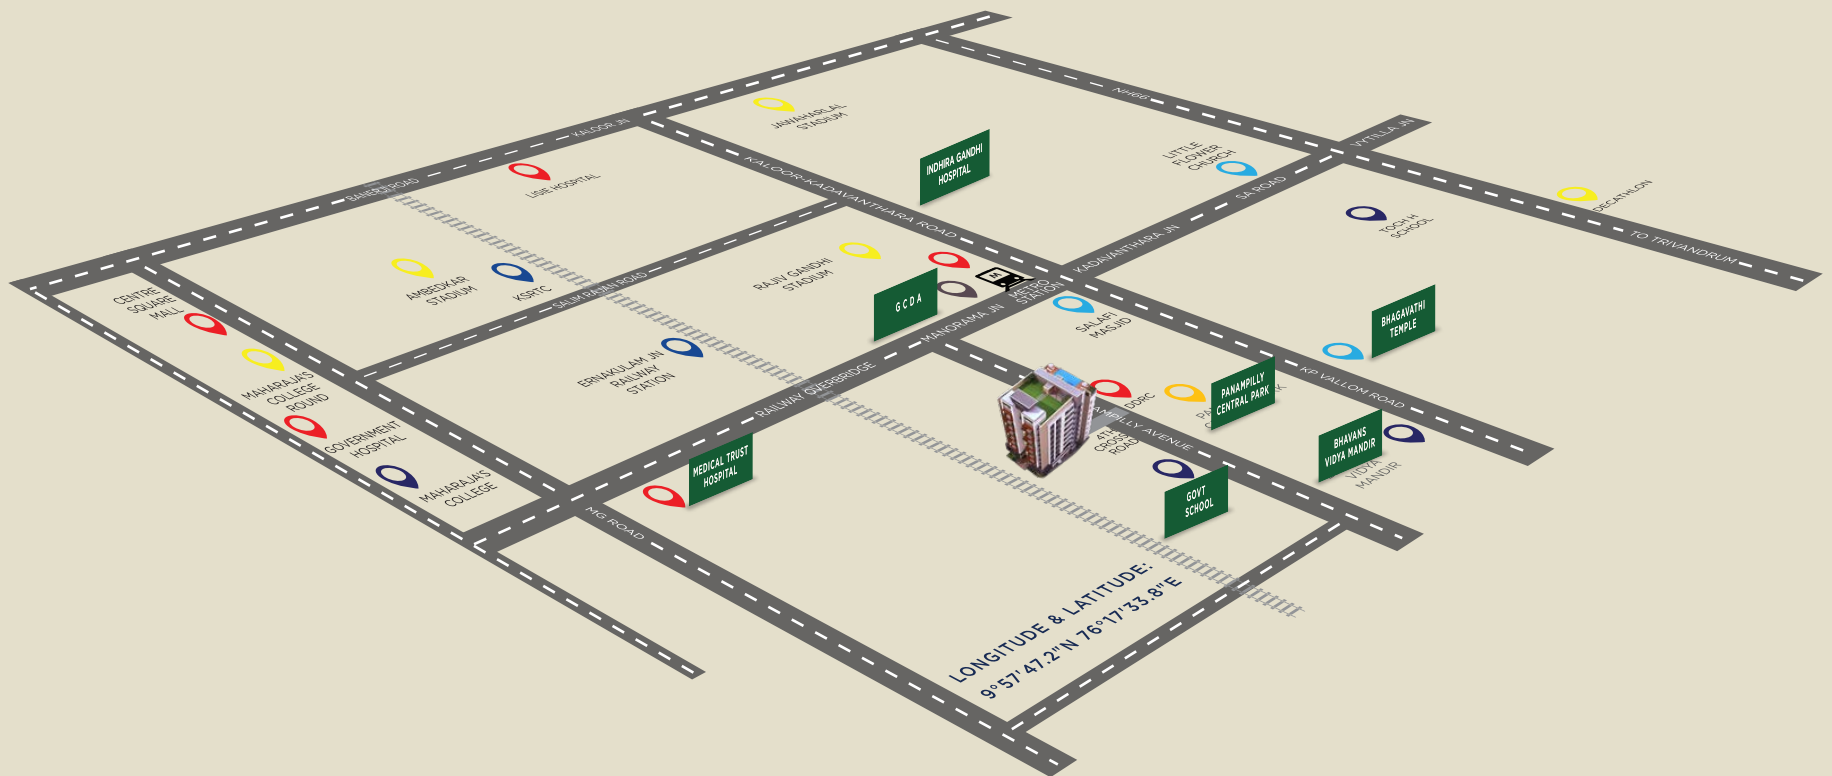 NH66
JAWAHARLAL
STADIUM
KALOOR JN
VYTILLA JN
INDHIRA GANDHI
HOSPITAL
LITTLE
FLOWER
CHURCH
LISIE HOSPITAL
KALOOR-KADAVANTHARA ROAD
SA ROAD
DECATHLON
TOCH H
SCHOOL
TO TRIVANDRUM
KADAVANTHARA JN
M
METRO
STATION
RAJIV GANDHI
STADIUM
GCDA
MANORAMA JN
SALAFI
MASJID
BHAGAVATHI
TEMPLE
AMBEDKAR
STADIUM
KSRTC
SALIM RAJAN ROAD
CENTRE
SQUARE
MALL
MAHARAJA'S
COLLEGE
ROUND
ERNAKULAM JN
RAILWAY
STATION
RAILWAY OVERBRIDGE
KP VALLOM ROAD
DDRC
PANAMPILLY
CENTRAL PARK
AVENUE
4TH
CROSS
ROAD
BHAVANS
VIDYA MANDIR
VIDYA
MANDIR
GOVERNMENT
HOSPITAL
MAHARAJA'S
COLLEGE
MEDICAL TRUST
HOSPITAL
GOVT
SCHOOL
MG ROAD
LONGITUDE & LATITUDE:
9°57'47.2"N 76°17'33.8"E